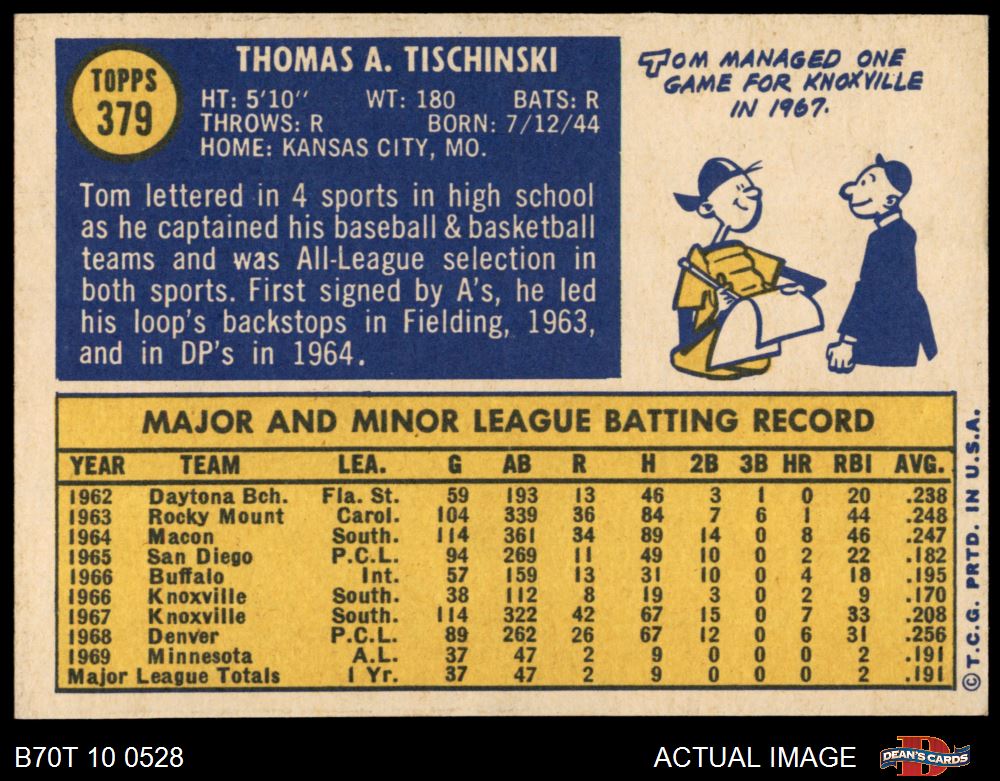 TOPPS
379
THOMAS A. TISCHINSKI
HT: 5'10" WT: 180 BATS: R
THROWS: R BORN: 7/12/44
HOME: KANSAS CITY, MO.
Tom lettered in 4 sports in high school
as he captained his baseball & basketball
teams and was All-League selection in
both sports. First signed by A's, he led
his loop's backstops in Fielding, 1963,
and in DP's in 1964.
TOM MANAGED ONE
GAME FOR KNOXVILLE
IN 1967.
MAJOR AND MINOR LEAGUE BATTING RECORD
YEAR TEAM LEA. G AB R H 2B 3B HR RBI AVG.
1962 Daytona Bch. Fla. St. 59 193 13 46 3 1 0 20 .238
1963 Rocky Mount Carol. 104 339 36 84 7 6 1 44 .248
1964 Macon South. 114 361 34 89 14 0 8 46 .247
1965 San Diego P.C.L. 94 269 11 49 10 0 2 22 .182
1966 Buffalo Int. 57 159 13 31 10 0 4 18 .195
1966 Knoxville South. 38 112 8 19 3 0 2 9 .170
1967 Knoxville South. 114 322 42 67 15 0 7 33 .208
1968 Denver P.C.L. 89 262 26 67 12 0 6 31 .256
1969 Minnesota A.L. 37 47 2 9 0 0 0 2 .191
Major League Totals 1 Yr. 37 47 2 9 0 0 0 2 .191
© T.C.G. PRTD. IN U.S.A.
B70T 10 0528
ACTUAL IMAGE
D
DEAN'S CARDS